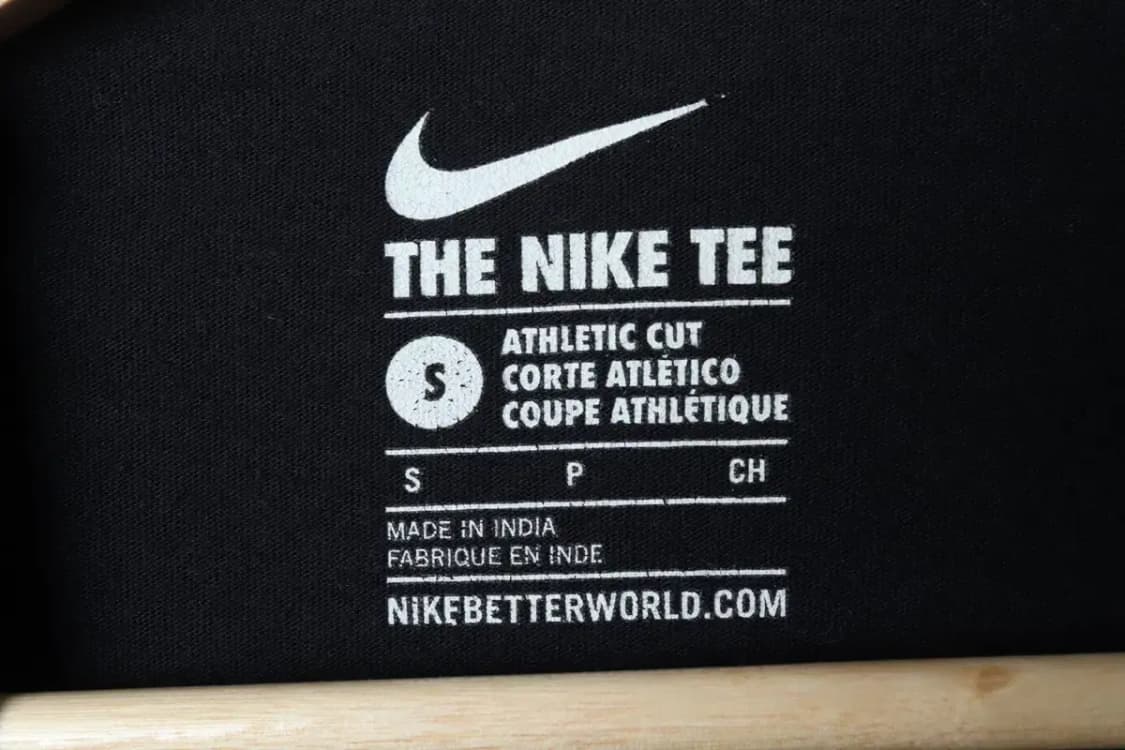 THE NIKE TEE
S
ATHLETIC CUT
CORTE ATLÉTICO
COUPE ATHLÉTIQUE
S P CH
MADE IN INDIA
FABRIQUE EN INDE
NIKEBETTERWORLD.COM